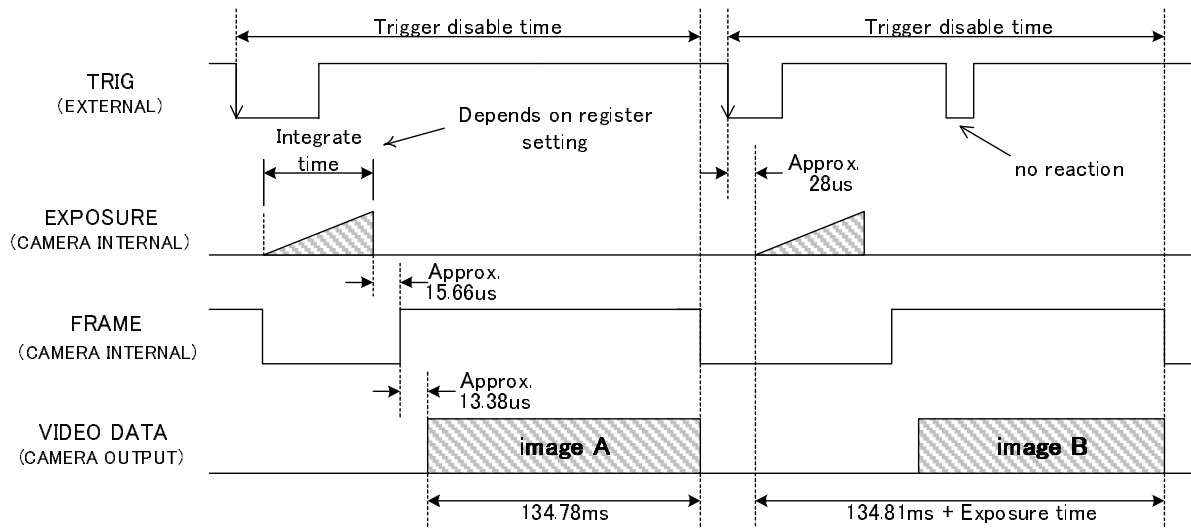 Trigger disable time
Trigger disable time
TRIG
(EXTERNAL)
Integrate
time
Depends on register
setting
Approx.
28us
no reaction
EXPOSURE
(CAMERA INTERNAL)
Approx.
15.66us
FRAME
(CAMERA INTERNAL)
Approx.
13.38us
VIDEO DATA
(CAMERA OUTPUT)
image A
image B
134.78ms
134.81ms + Exposure time